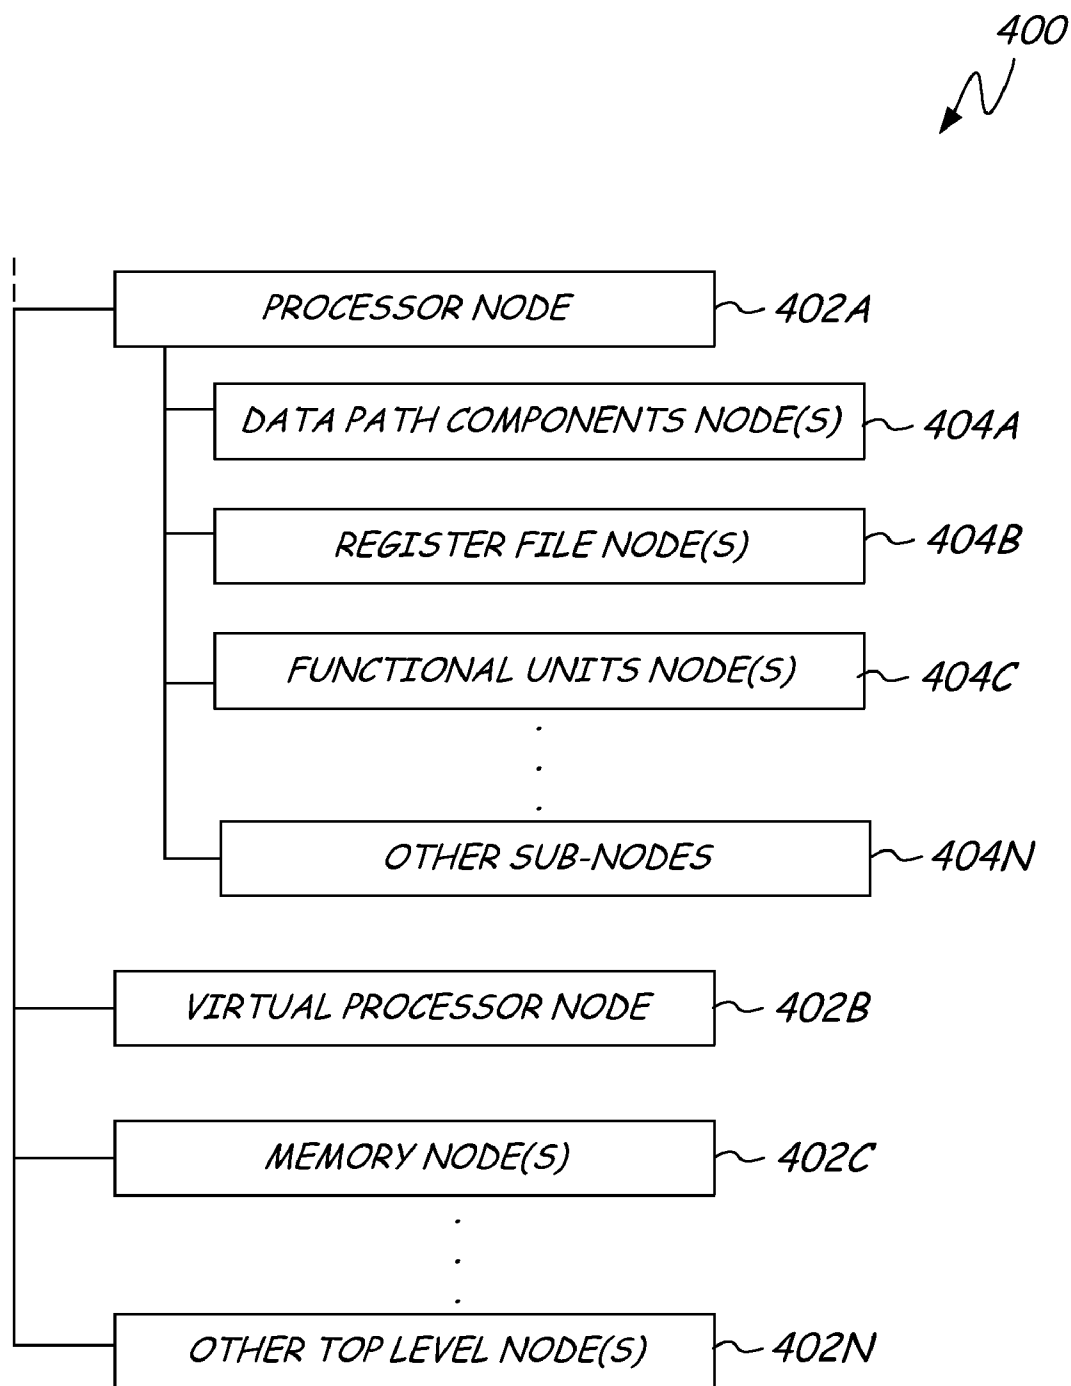 400
PROCESSOR NODE 402A
DATA PATH COMPONENTS NODE(S) 404A
REGISTER FILE NODE(S) 404B
FUNCTIONAL UNITS NODE(S) 404C
OTHER SUB-NODES 404N
VIRTUAL PROCESSOR NODE 402B
MEMORY NODE(S) 402C
OTHER TOP LEVEL NODE(S) 402N